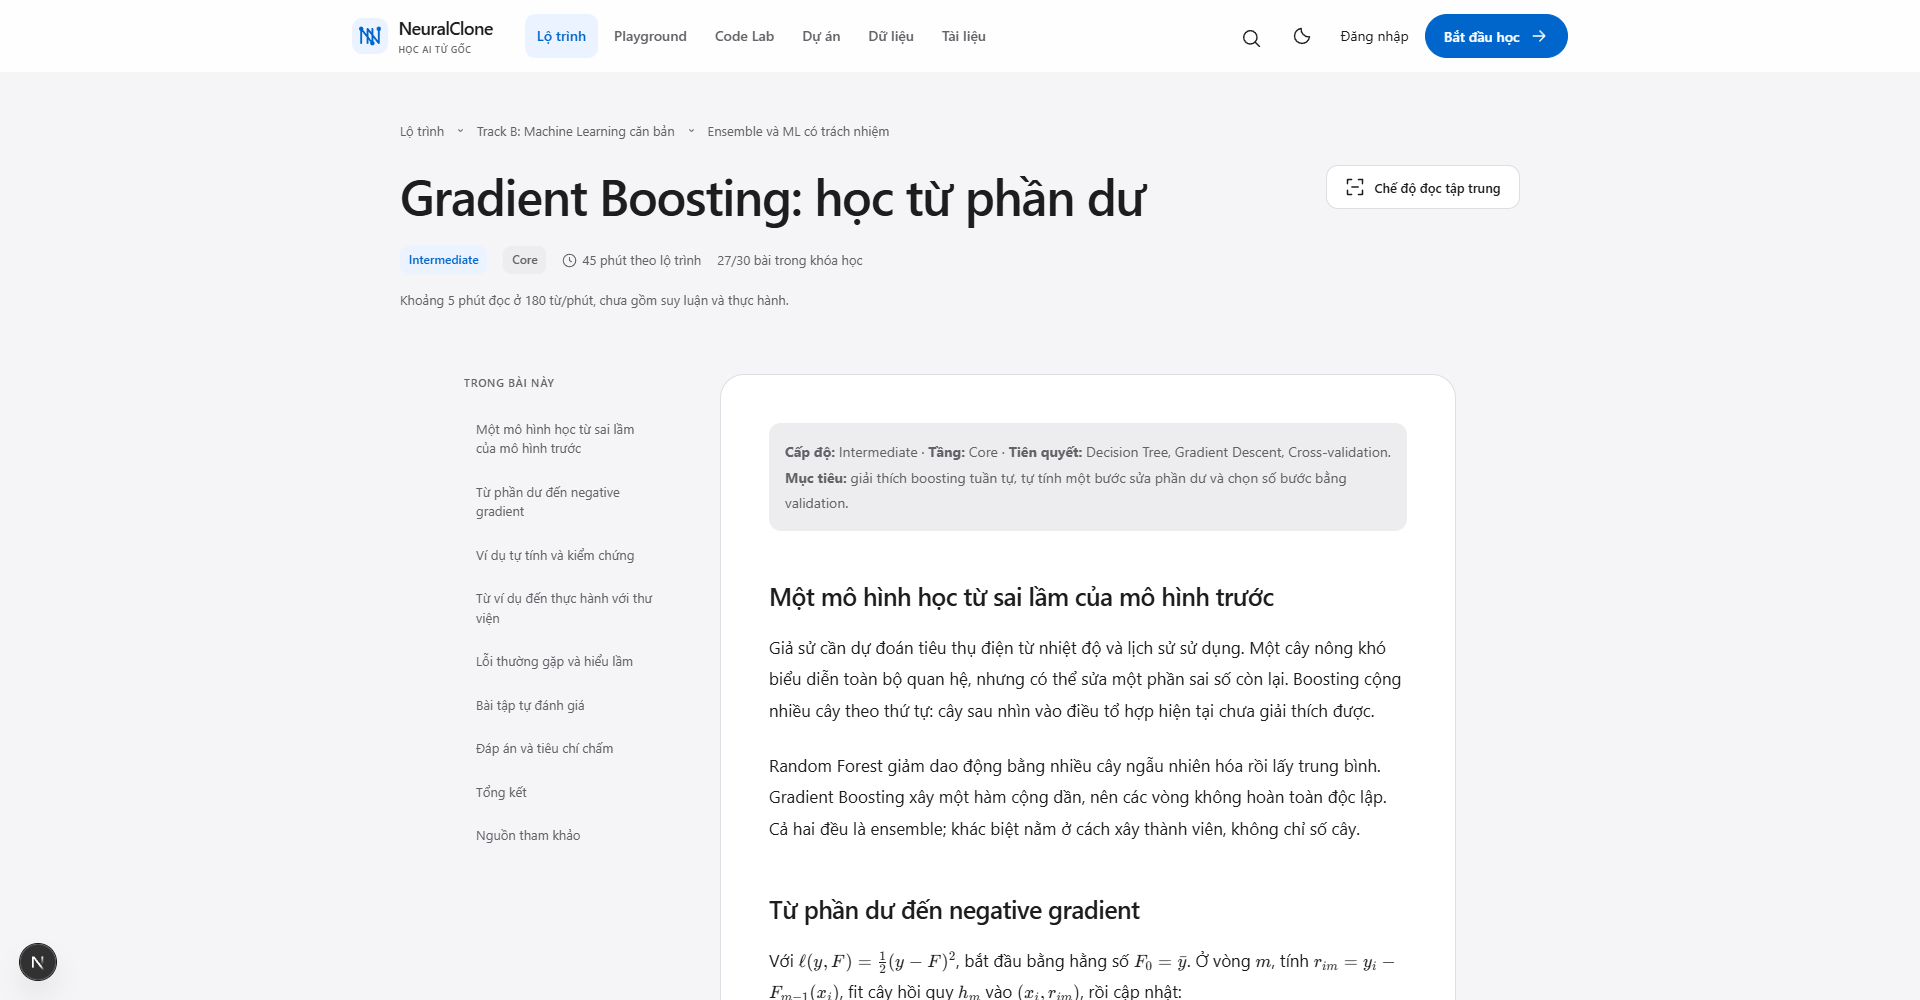 NeuralClone
HỌC AI TỪ GỐC
Lộ trình
Playground
Code Lab
Dự án
Dữ liệu
Tài liệu
Đăng nhập
Bắt đầu học
Lộ trình
Track B: Machine Learning căn bản
Ensemble và ML có trách nhiệm
Gradient Boosting: học từ phần dư
Chế độ đọc tập trung
Intermediate
Core
45 phút theo lộ trình
27/30 bài trong khóa học
Khoảng 5 phút đọc ở 180 từ/phút, chưa gồm suy luận và thực hành.
TRONG BÀI NÀY
Một mô hình học từ sai lầm
của mô hình trước
Từ phần dư đến negative
gradient
Ví dụ tự tính và kiểm chứng
Từ ví dụ đến thực hành với thư
viện
Lỗi thường gặp và hiểu lầm
Bài tập tự đánh giá
Đáp án và tiêu chí chấm
Tổng kết
Nguồn tham khảo
Cấp độ: Intermediate · Tầng: Core · Tiên quyết: Decision Tree, Gradient Descent, Cross-validation.
Mục tiêu: giải thích boosting tuần tự, tự tính một bước sửa phần dư và chọn số bước bằng
validation.
Một mô hình học từ sai lầm của mô hình trước
Giả sử cần dự đoán tiêu thụ điện từ nhiệt độ và lịch sử sử dụng. Một cây nông khó
biểu diễn toàn bộ quan hệ, nhưng có thể sửa một phần sai số còn lại. Boosting cộng
nhiều cây theo thứ tự: cây sau nhìn vào điều tổ hợp hiện tại chưa giải thích được.
Random Forest giảm dao động bằng nhiều cây ngẫu nhiên hóa rồi lấy trung bình.
Gradient Boosting xây một hàm cộng dần, nên các vòng không hoàn toàn độc lập.
Cả hai đều là ensemble; khác biệt nằm ở cách xây thành viên, không chỉ số cây.
Từ phần dư đến negative gradient
Với ℓ(y, F) = ½(y − F)², bắt đầu bằng hằng số F₀ = ȳ. Ở vòng m, tính rᵢₘ = yᵢ −
Fₘ₋₁(xᵢ), fit cây hồi quy hₘ vào (xᵢ, rᵢₘ), rồi cập nhật:
N